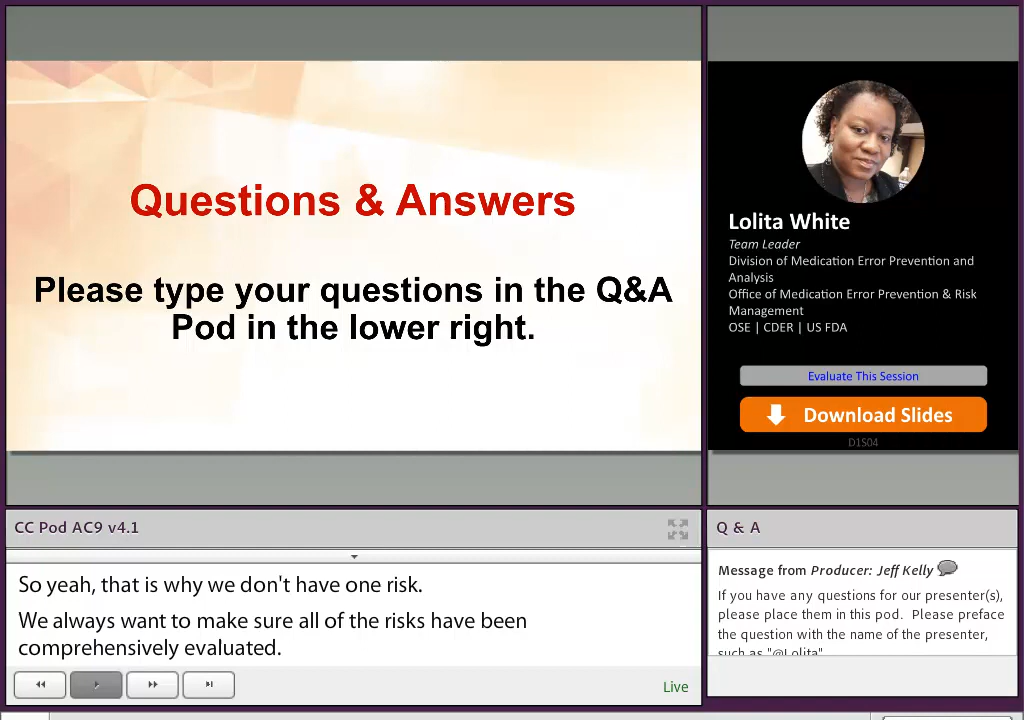 Questions & Answers
Please type your questions in the Q&A
Pod in the lower right.
Lolita White
Team Leader
Division of Medication Error Prevention and
Analysis
Office of Medication Error Prevention & Risk
Management
OSE | CDER | US FDA
Evaluate This Session
Download Slides
D1S04
CC Pod AC9 v4.1
So yeah, that is why we don't have one risk.
We always want to make sure all of the risks have been
comprehensively evaluated.
Live
Q & A
Message from Producer: Jeff Kelly
If you have any questions for our presenter(s),
please place them in this pod. Please preface
the question with the name of the presenter,
such as "@Lolita"